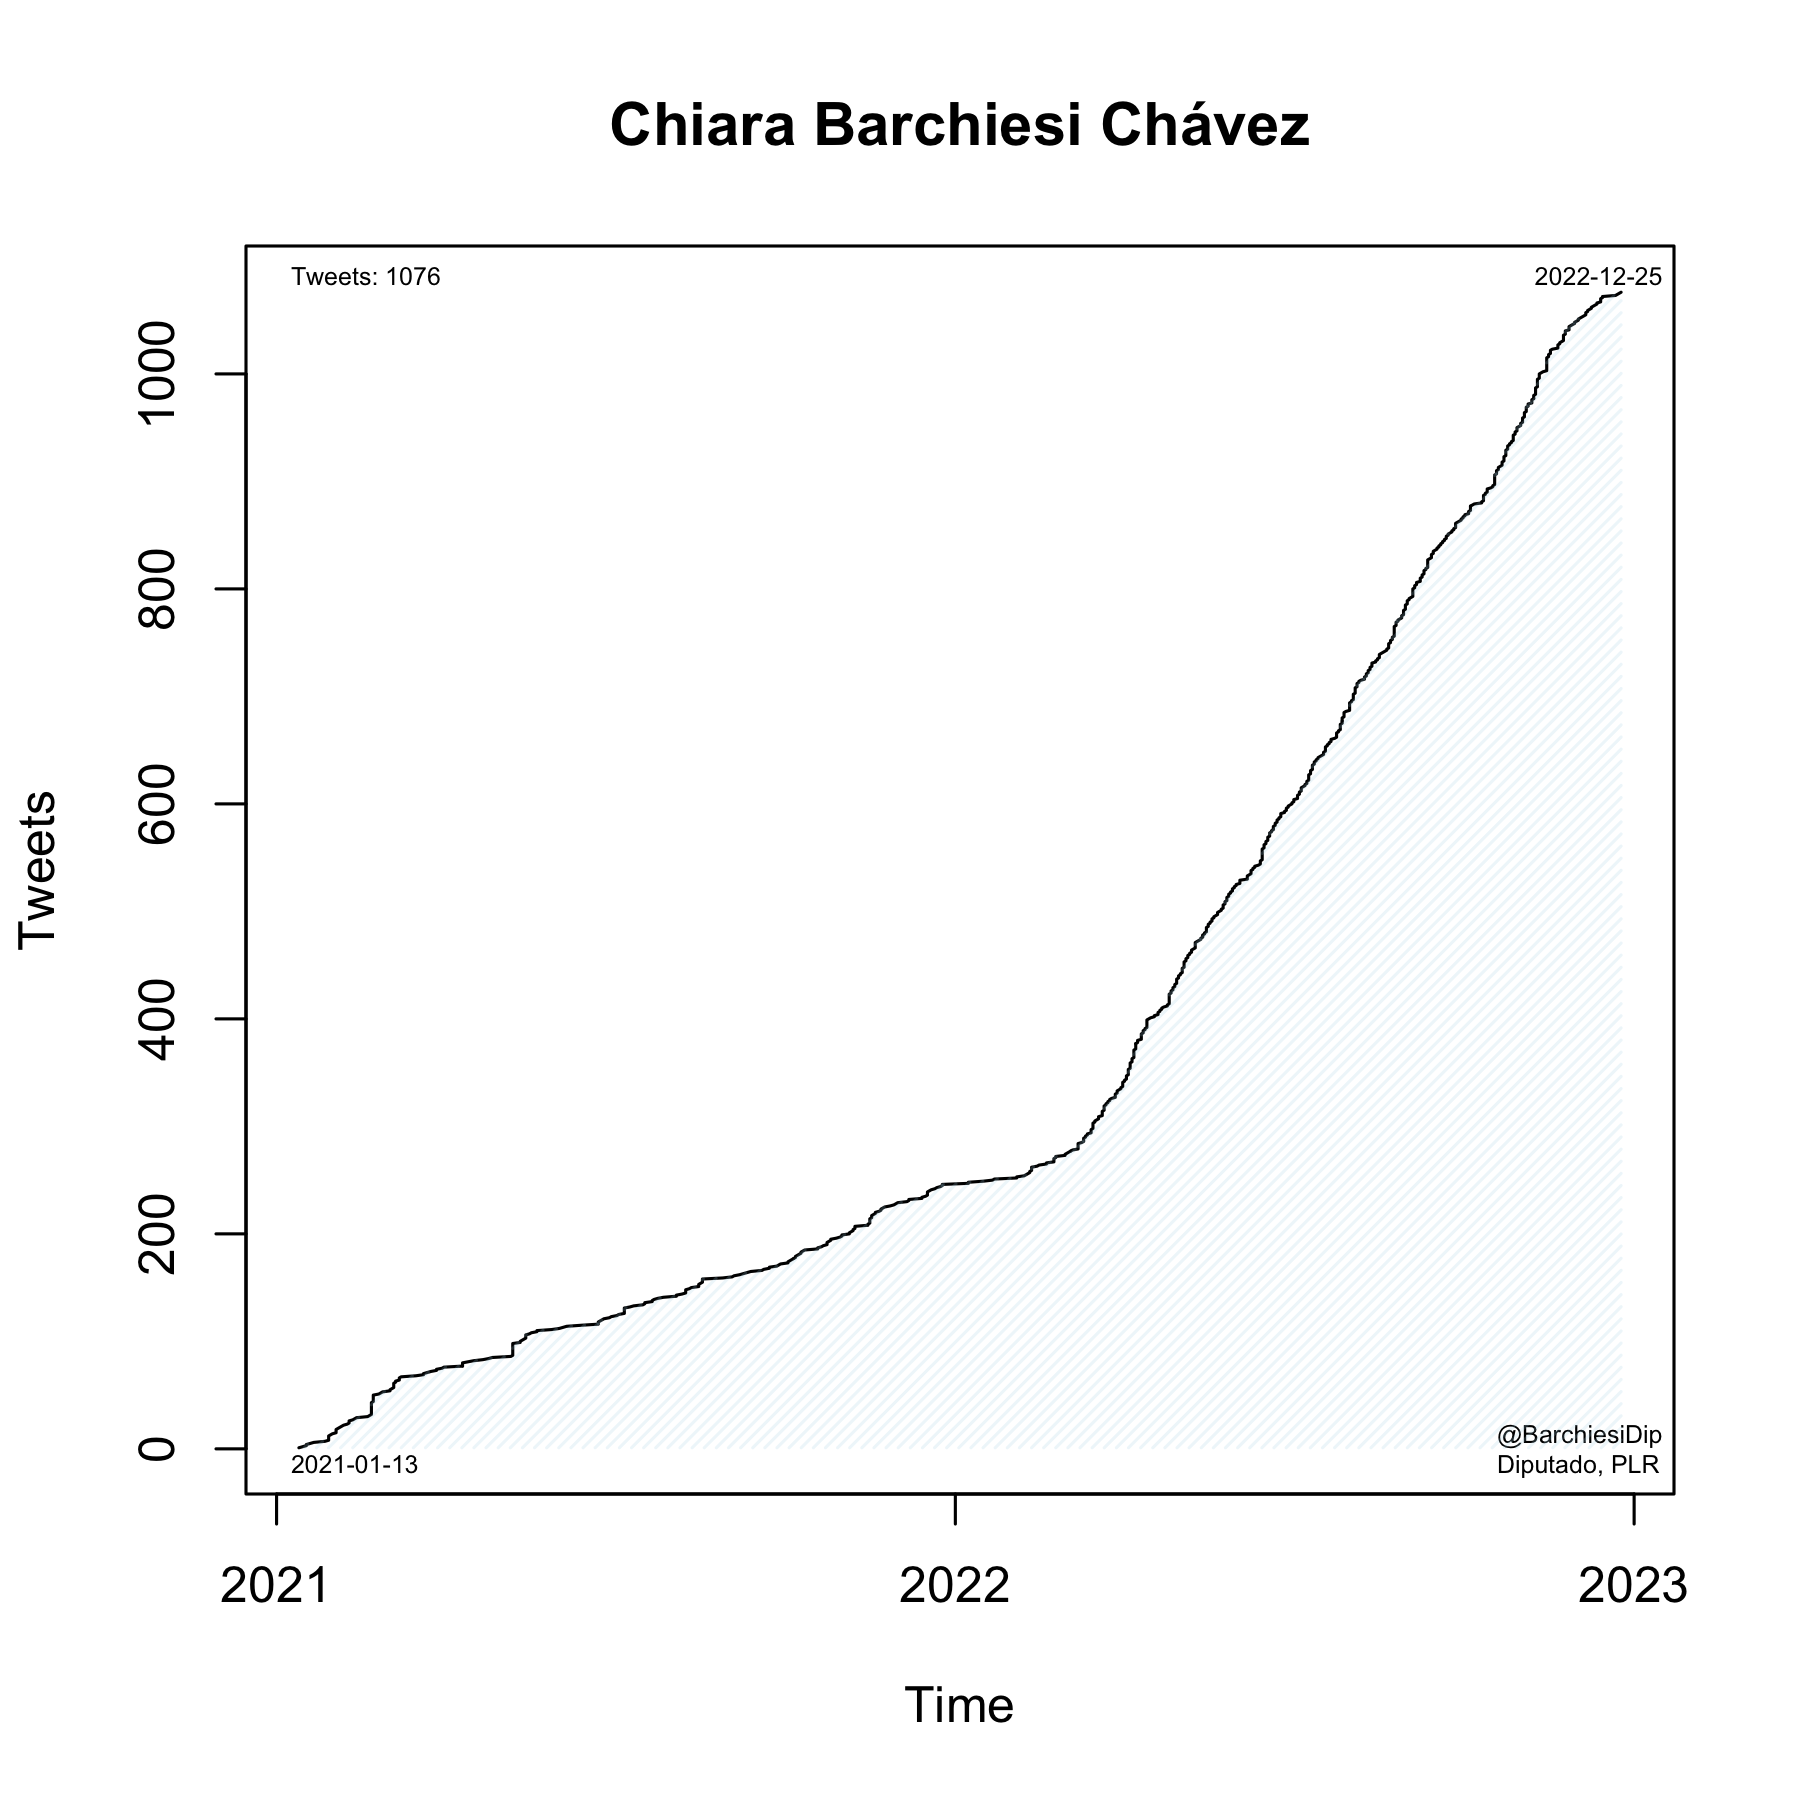 Chiara Barchiesi Chávez
Tweets: 1076
2022-12-25
1000
800
600
400
200
0
Tweets
@BarchiesiDip
Diputado, PLR
2021-01-13
2021
2022
2023
Time